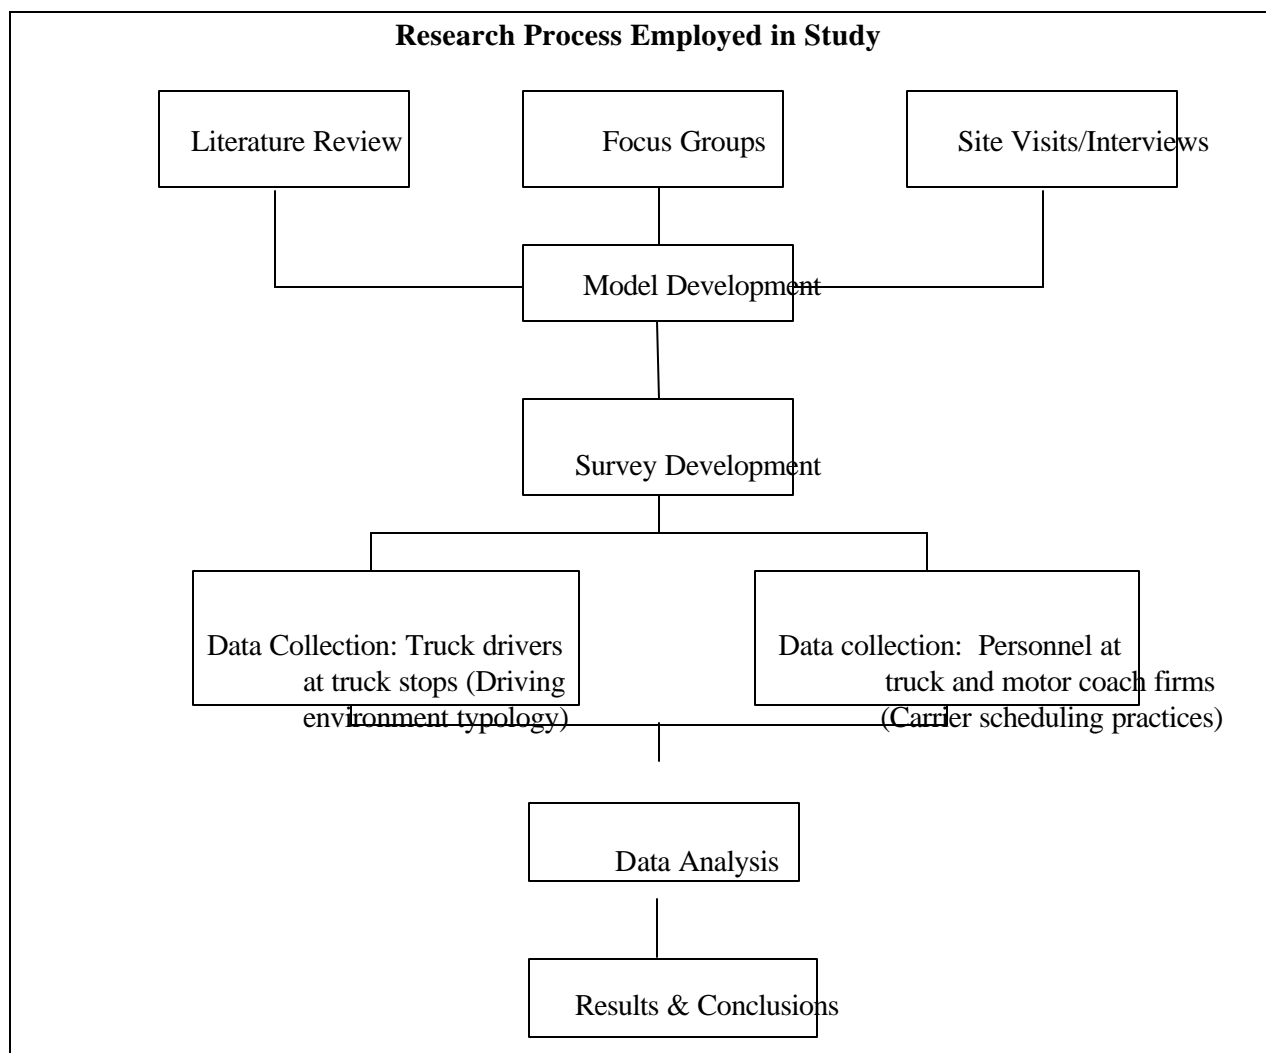 Research Process Employed in Study
Literature Review
Focus Groups
Site Visits/Interviews
Model Development
Survey Development
Data Collection: Truck drivers
at truck stops (Driving
environment typology)
Data collection:  Personnel at
truck and motor coach firms
(Carrier scheduling practices)
Data Analysis
Results & Conclusions